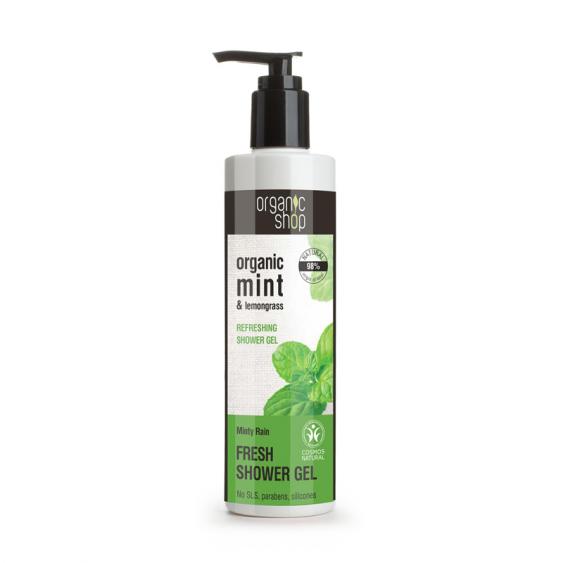 organic
shop
organic
mint
& lemongrass
NATURAL
98%
REFRESHING
SHOWER GEL
Minty Rain
FRESH
SHOWER GEL
COSMOS
NATURAL
No SLS, parabens, silicones